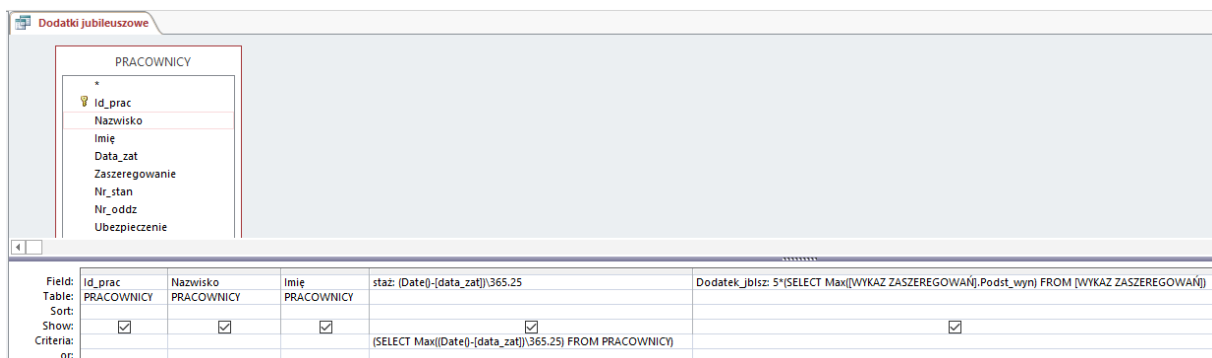 Dodatki jubileuszowe
PRACOWNICY
*
Id_prac
Nazwisko
Imię
Data_zat
Zaszeregowanie
Nr_stan
Nr_oddz
Ubezpieczenie
Field: Id_prac Nazwisko Imię staż: (Date()-[data_zat])\365.25 Dodatek_jblsz: 5*(SELECT Max([WYKAZ ZASZEREGOWAŃ].Podst_wyn) FROM [WYKAZ ZASZEREGOWAŃ])
Table: PRACOWNICY PRACOWNICY PRACOWNICY
Sort:
Show:
Criteria: (SELECT Max((Date()-[data_zat])\365.25) FROM PRACOWNICY)
or: